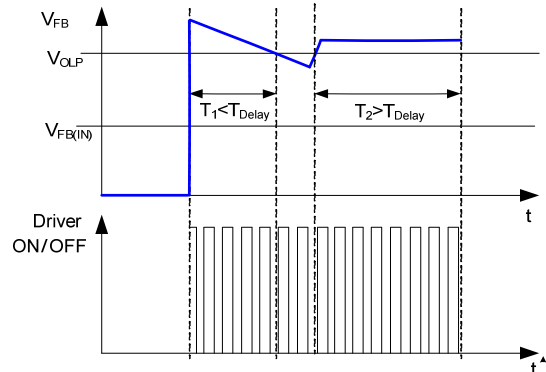 VFB
VOLP
T1<TDelay
T2>TDelay
VFB(IN)
t
Driver
ON/OFF
t